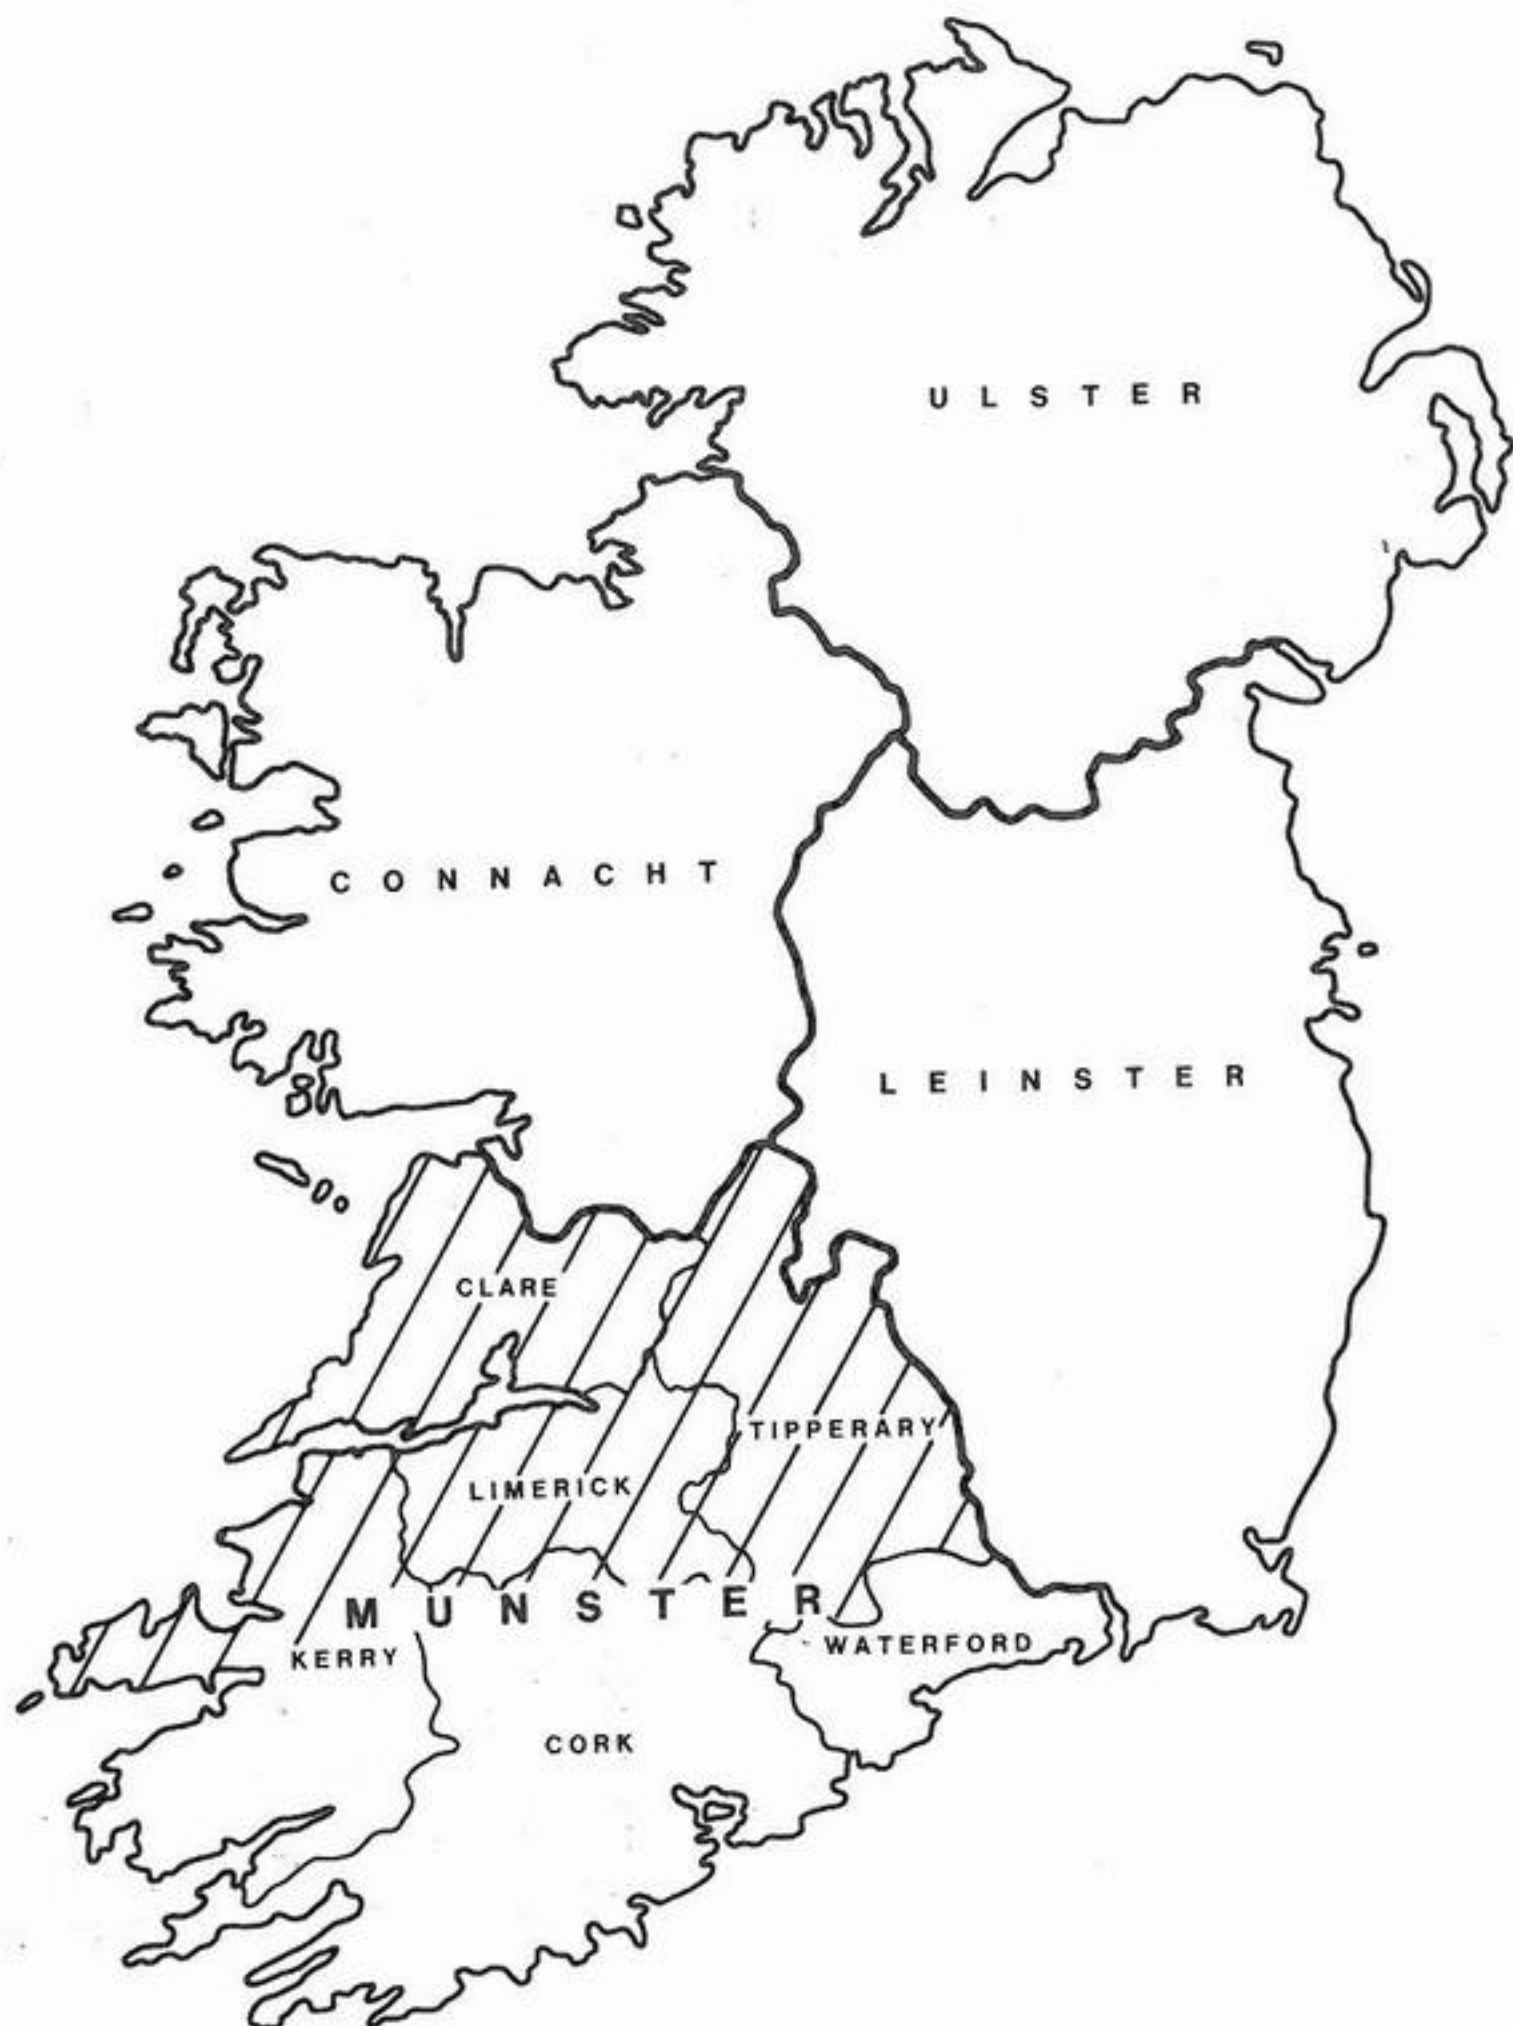 ULSTER
CONNACHT
LEINSTER
CLARE
TIPPERARY
LIMERICK
MUNSTER
WATERFORD
KERRY
CORK